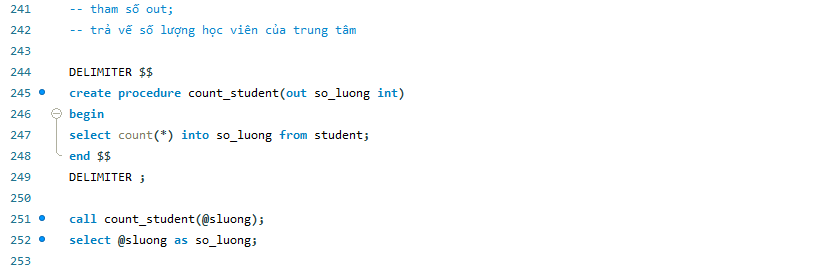 241 -- tham số out;
242 -- trả về số lượng học viên của trung tâm
243
244 DELIMITER $$
245 create procedure count_student(out so_luong int)
246 begin
247 select count(*) into so_luong from student;
248 end $$
249 DELIMITER ;
250
251 call count_student(@sluong);
252 select @sluong as so_luong;
253